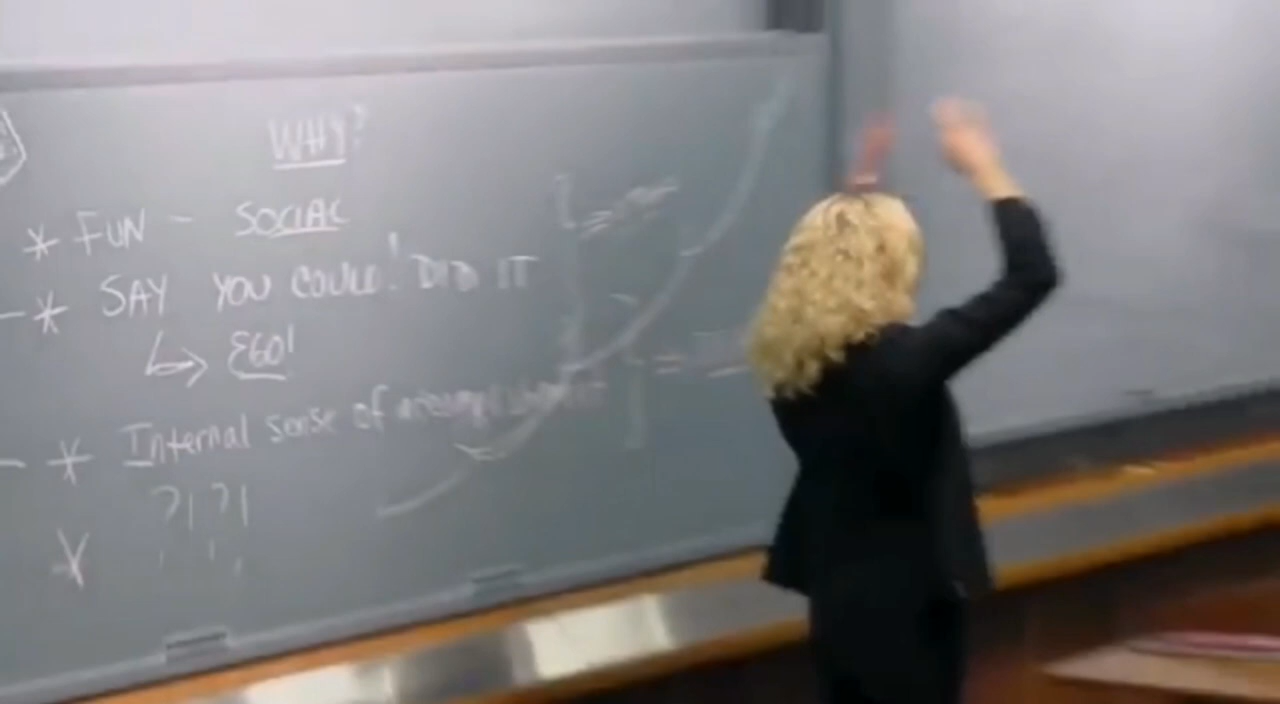 WHY?
* FUN - SOCIAL
- * SAY YOU COULD! DID IT
↳ EGO!
- * Internal sense of
?!?!
*